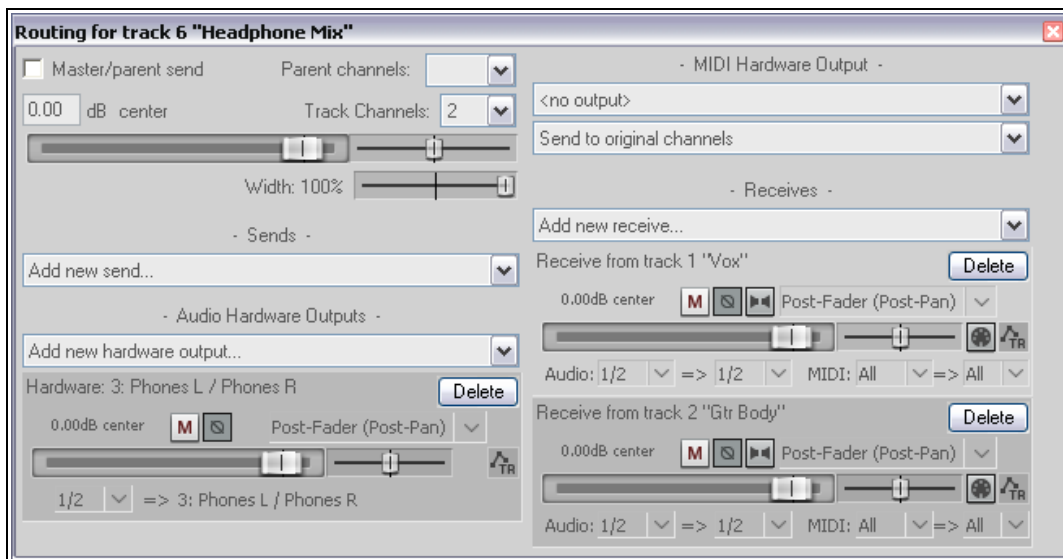 Routing for track 6 "Headphone Mix"
Master/parent send Parent channels:
0.00 dB center Track Channels: 2
Width: 100%
- Sends -
Add new send...
- Audio Hardware Outputs -
Add new hardware output...
Hardware: 3: Phones L / Phones R Delete
0.00dB center M Post-Fader (Post-Pan)
TR
1/2 => 3: Phones L / Phones R
- MIDI Hardware Output -
<no output>
Send to original channels
- Receives -
Add new receive...
Receive from track 1 "Vox" Delete
0.00dB center M Post-Fader (Post-Pan)
TR
Audio: 1/2 => 1/2 MIDI: All => All
Receive from track 2 "Gtr Body" Delete
0.00dB center M Post-Fader (Post-Pan)
TR
Audio: 1/2 => 1/2 MIDI: All => All